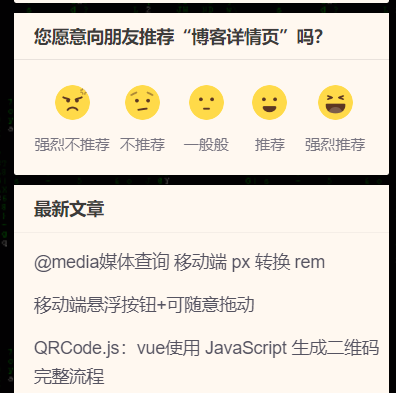 您愿意向朋友推荐“博客详情页”吗?
强烈不推荐 不推荐 一般般 推荐 强烈推荐
最新文章
@media媒体查询 移动端 px 转换 rem
移动端悬浮按钮+可随意拖动
QRCode.js：vue使用 JavaScript 生成二维码
完整流程